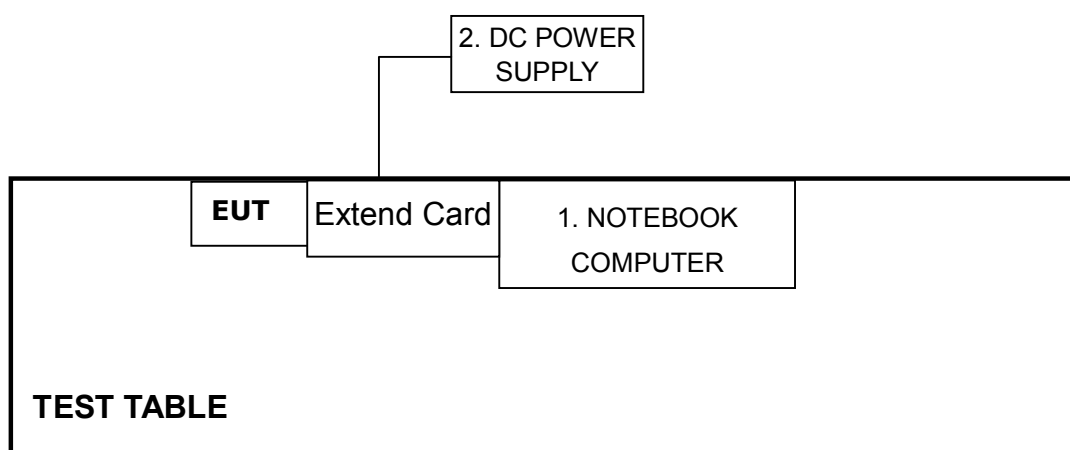 2. DC POWER
SUPPLY
EUT
Extend Card
1. NOTEBOOK
COMPUTER
TEST TABLE